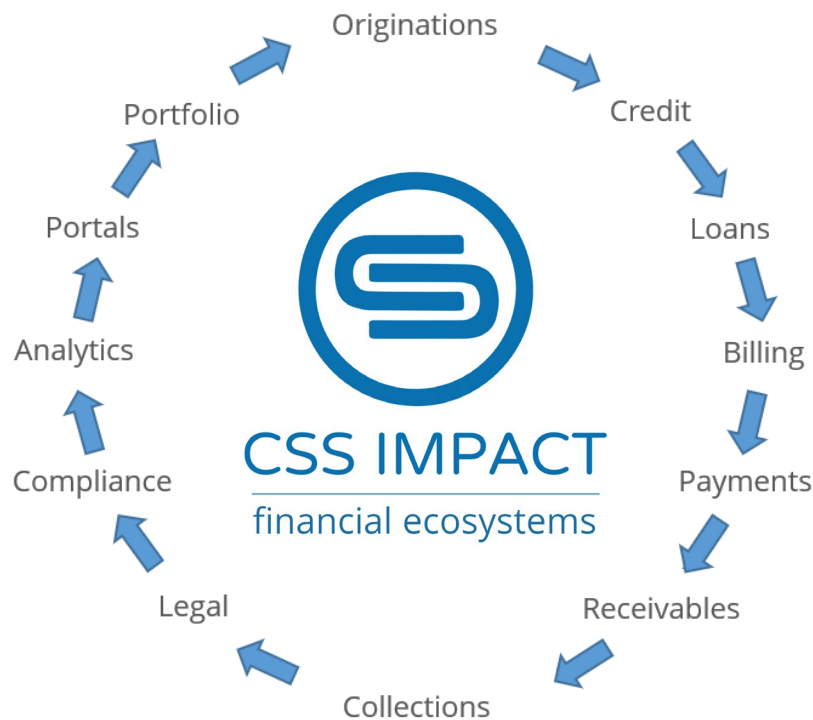 Originations
Credit
Loans
Billing
Payments
Receivables
Collections
Legal
Compliance
Analytics
Portals
Portfolio
CSS IMPACT
financial ecosystems